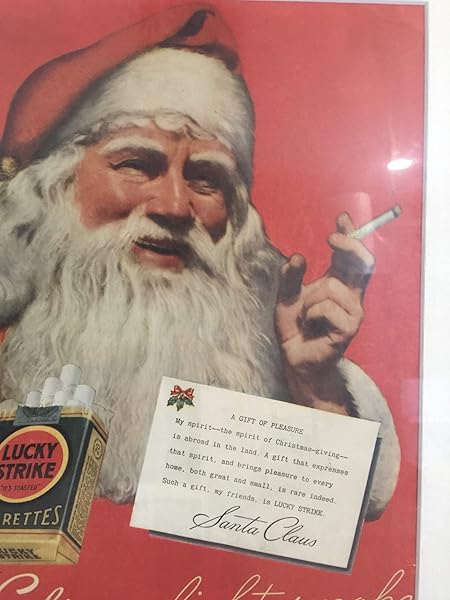 LUCKY
STRIKE
"IT'S TOASTED"
RETTES
LUCKY
STRIKE
A GIFT OF PLEASURE
My spirit--the spirit of Christmas-giving--
is abroad in the land. A gift that expresses
that spirit, and brings pleasure to every
home, both great and small, is rare indeed.
Such a gift, my friends, is LUCKY STRIKE.
Santa Claus